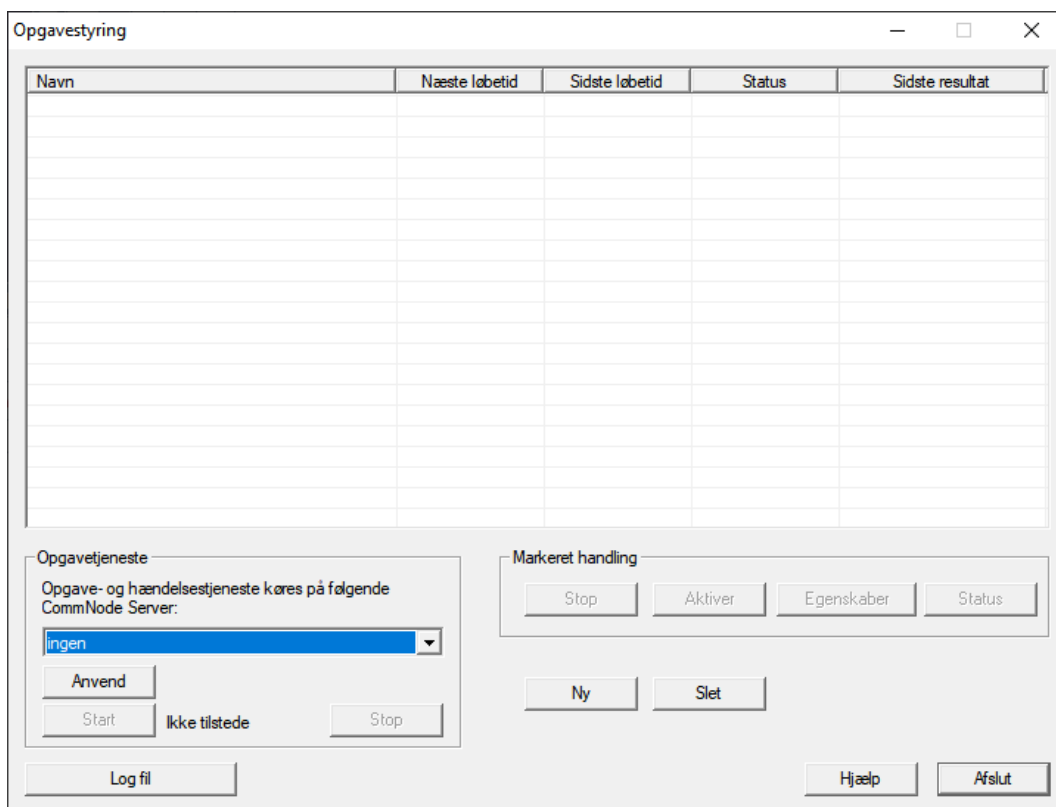 Opgavestyring
Navn Næste løbetid Sidste løbetid Status Sidste resultat
Opgavetjeneste
Opgave- og hændelsestjeneste køres på følgende
CommNode Server:
ingen
Anvend
Start Ikke tilstede Stop
Markeret handling
Stop Aktiver Egenskaber Status
Ny Slet
Log fil Hjælp Afslut